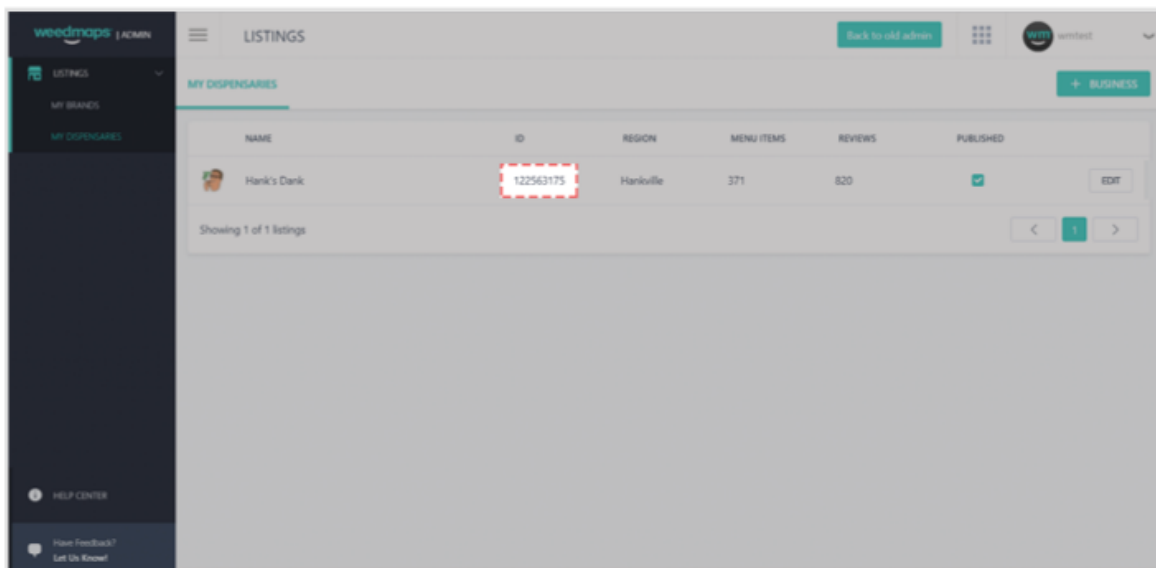 weedmaps | ADMIN
LISTINGS
Back to old admin
wm
wmtest
LISTINGS
MY BRANDS
MY DISPENSARIES
MY DISPENSARIES
+ BUSINESS
NAME ID REGION MENU ITEMS REVIEWS PUBLISHED
Hank's Dank 122563175 Hankville 371 820 EDIT
Showing 1 of 1 listings
< 1 >
HELP CENTER
Have Feedback?
Let Us Know!